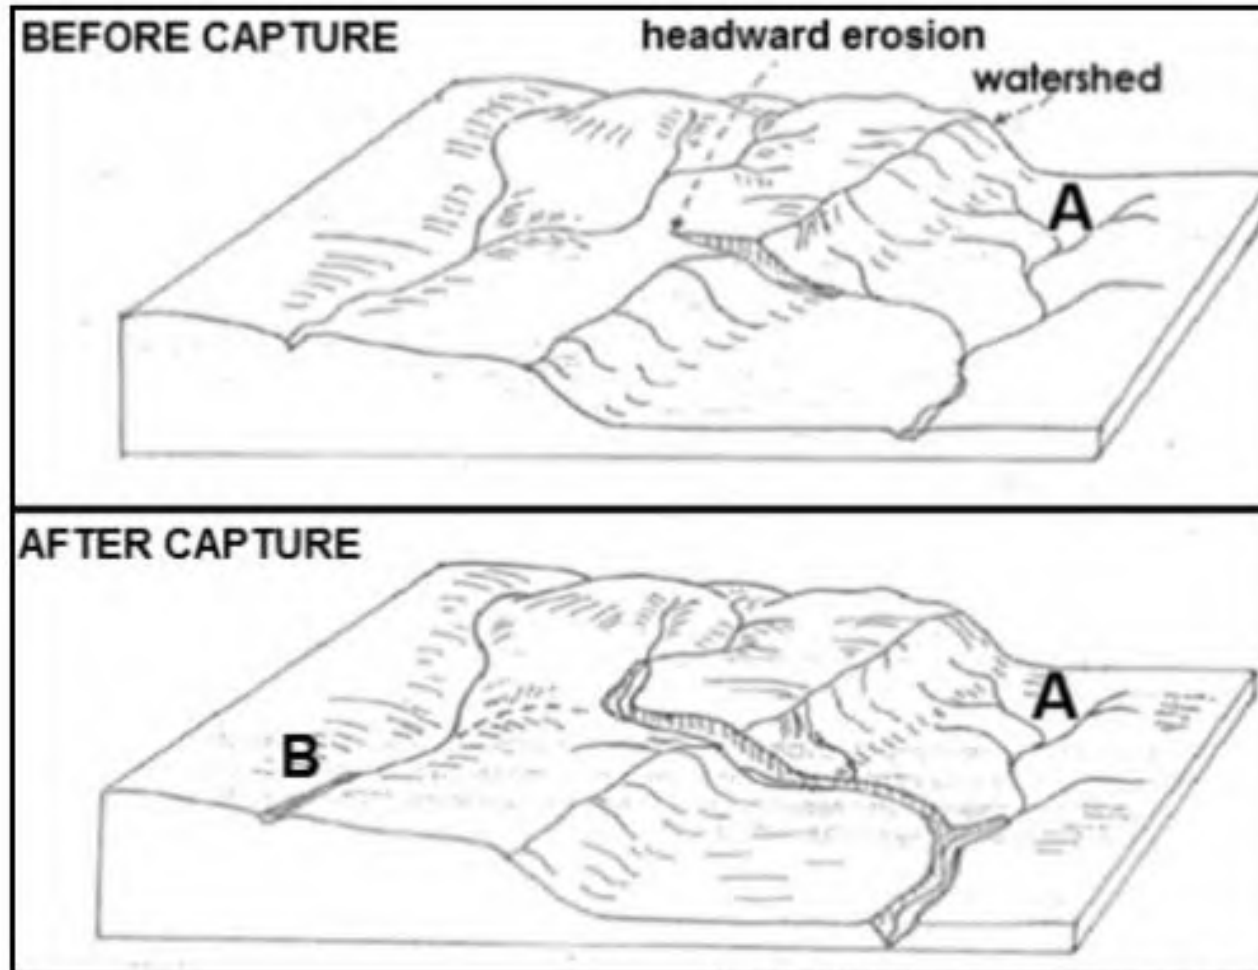 BEFORE CAPTURE
headward erosion
watershed
A
AFTER CAPTURE
A
B